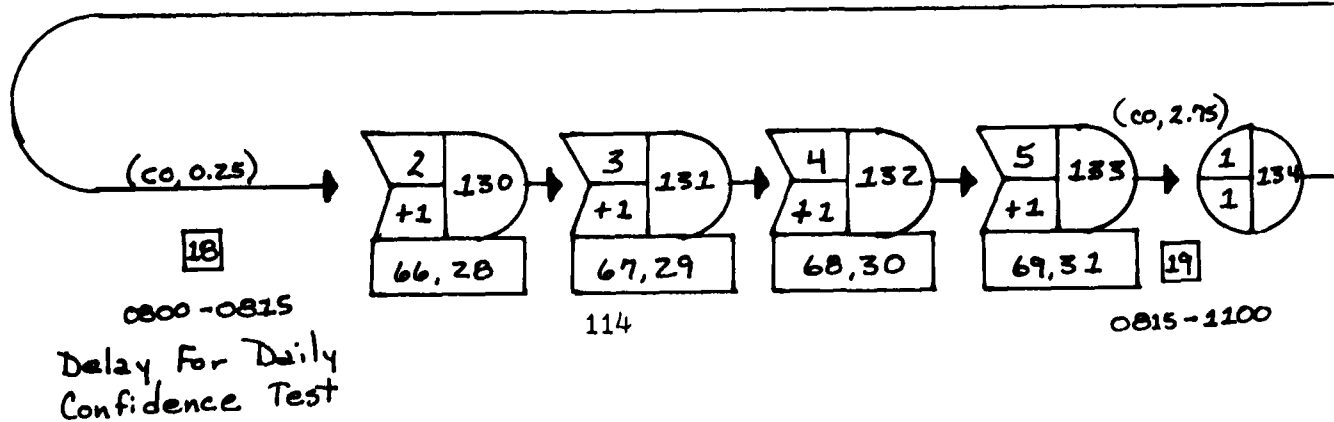 (CO, 2.75)
(CO, 0.25)
2 130 +1
3 131 +1
4 132 +1
5 133 +1
1 134 1
18
66, 28
67, 29
68, 30
69, 31
19
0800-0815
114
0815-1100
Delay For Daily
Confidence Test